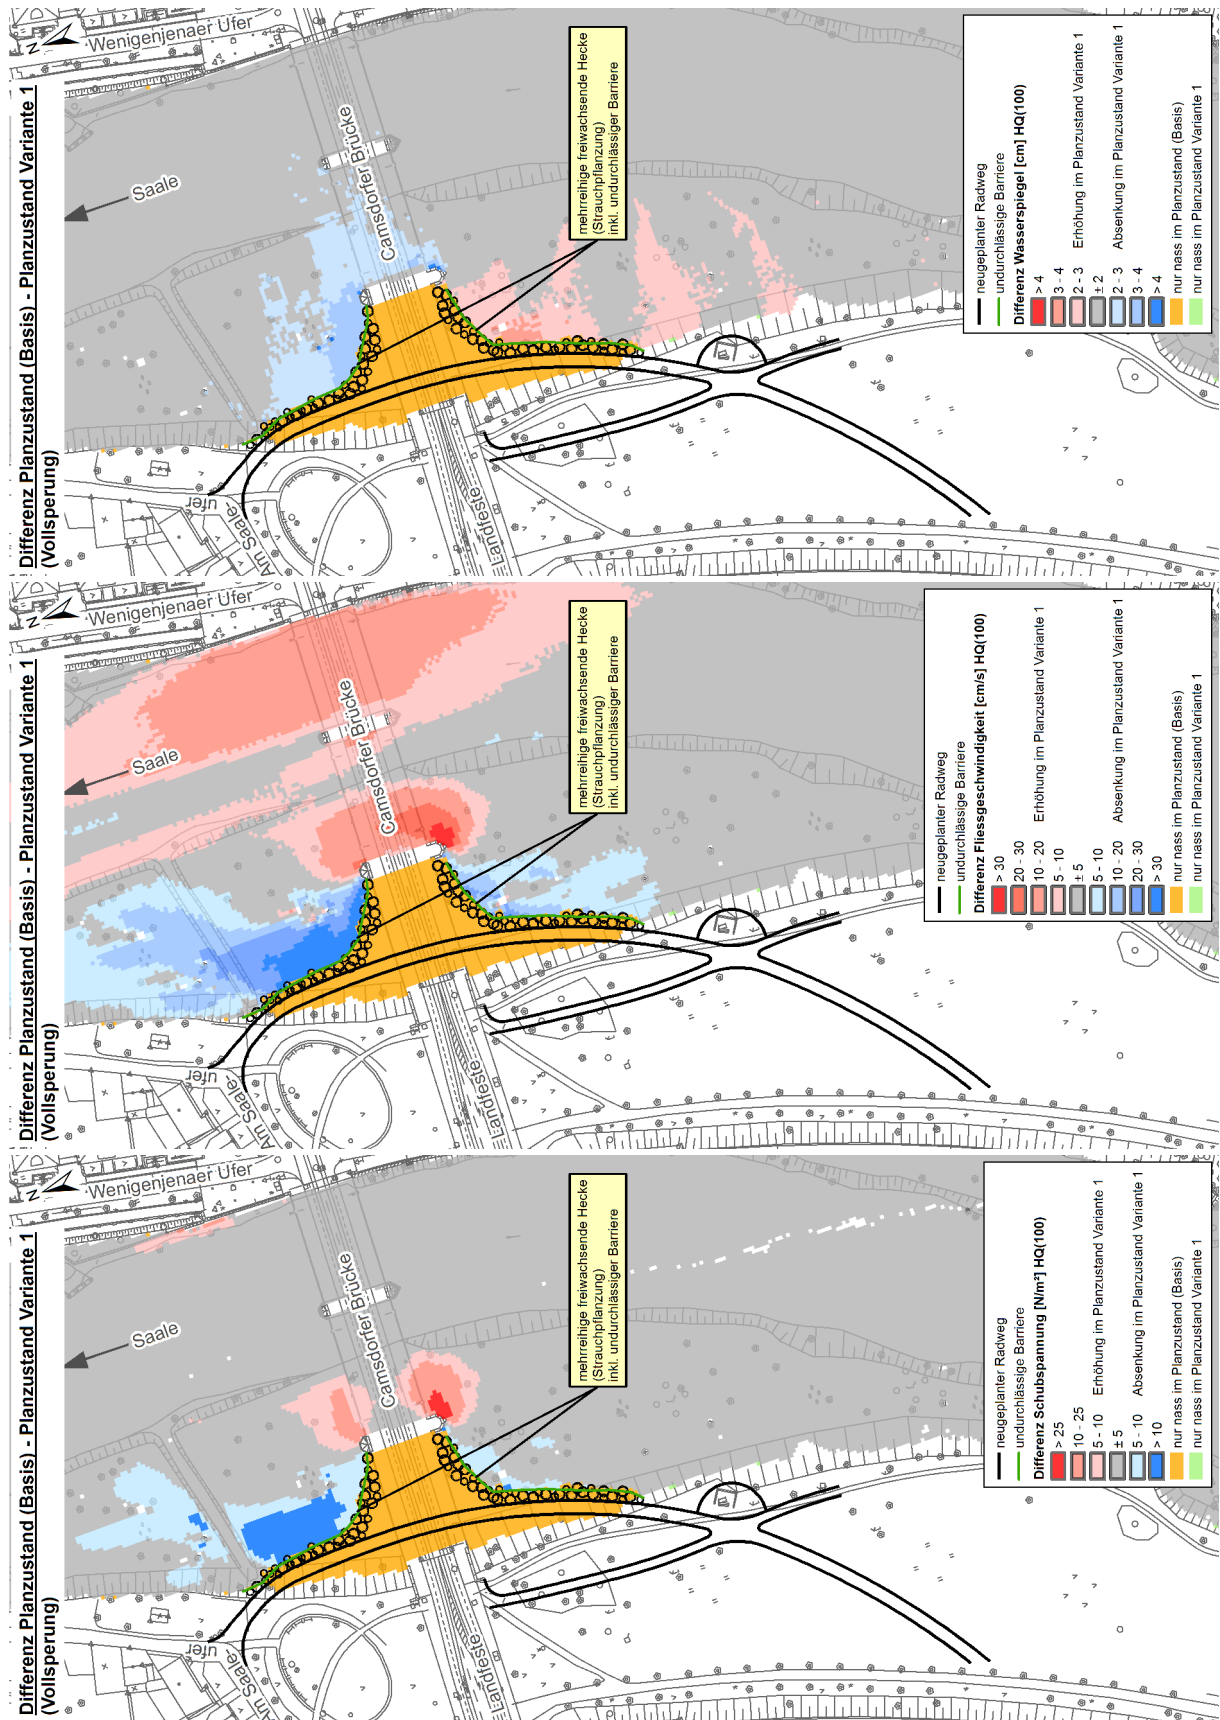 Differenz Planzustand (Basis) - Planzustand Variante 1
(Vollsperung)
N
Wenigenjenaer Ufer
Saale
Camsdorfer Brücke
Am Saale-
ufer
Landfeste
mehrreihige freiwachsende Hecke
(Strauchpflanzung)
inkl. undurchlässiger Barriere
neugeplanter Radweg
undurchlässige Barriere
Differenz Wasserspiegel [cm] HQ(100)
> 4
3 - 4
2 - 3 Erhöhung im Planzustand Variante 1
± 2
2 - 3 Absenkung im Planzustand Variante 1
3 - 4
> 4
nur nass im Planzustand (Basis)
nur nass im Planzustand Variante 1
Differenz Planzustand (Basis) - Planzustand Variante 1
(Vollsperung)
N
Wenigenjenaer Ufer
Saale
Camsdorfer Brücke
Am Saale-
ufer
Landfeste
mehrreihige freiwachsende Hecke
(Strauchpflanzung)
inkl. undurchlässiger Barriere
neugeplanter Radweg
undurchlässige Barriere
Differenz Fliessgeschwindigkeit [cm/s] HQ(100)
> 30
20 - 30
10 - 20 Erhöhung im Planzustand Variante 1
5 - 10
± 5
5 - 10
10 - 20 Absenkung im Planzustand Variante 1
20 - 30
> 30
nur nass im Planzustand (Basis)
nur nass im Planzustand Variante 1
Differenz Planzustand (Basis) - Planzustand Variante 1
(Vollsperung)
N
Wenigenjenaer Ufer
Saale
Camsdorfer Brücke
Am Saale-
ufer
Landfeste
mehrreihige freiwachsende Hecke
(Strauchpflanzung)
inkl. undurchlässiger Barriere
neugeplanter Radweg
undurchlässige Barriere
Differenz Schubspannung [N/m²] HQ(100)
> 25
10 - 25
5 - 10 Erhöhung im Planzustand Variante 1
± 5
5 - 10 Absenkung im Planzustand Variante 1
> 10
nur nass im Planzustand (Basis)
nur nass im Planzustand Variante 1